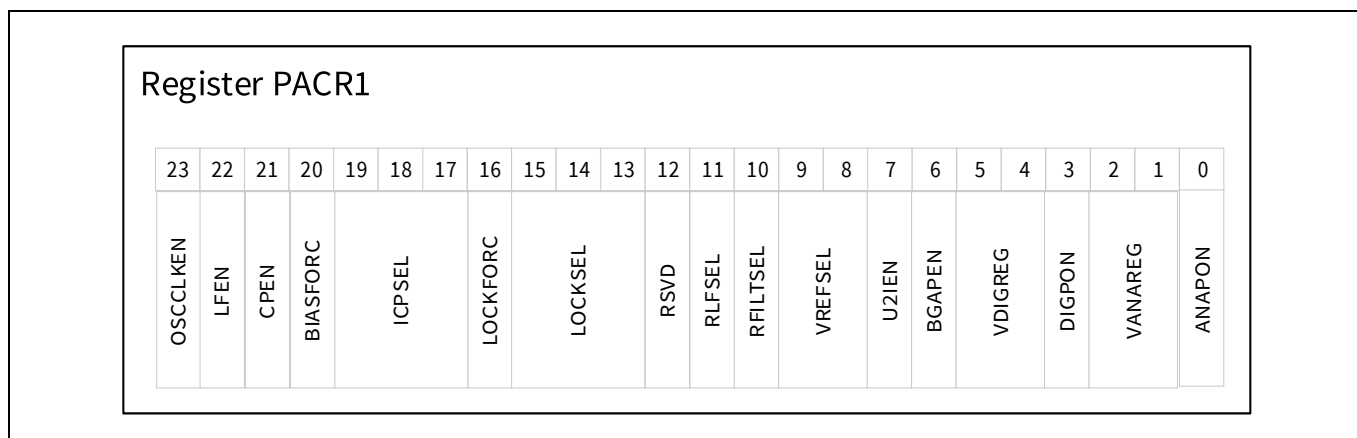 Register PACR1
23 22 21 20 19 18 17 16 15 14 13 12 11 10 9 8 7 6 5 4 3 2 1 0
OSCCLKEN
LFEN
CPEN
BIASFORC
ICPSEL
LOCKFORC
LOCKSEL
RSVD
RLFSEL
RFILTSEL
VREFSEL
U2IEN
BGAPEN
VDIGREG
DIGPON
VANAREG
ANAPON